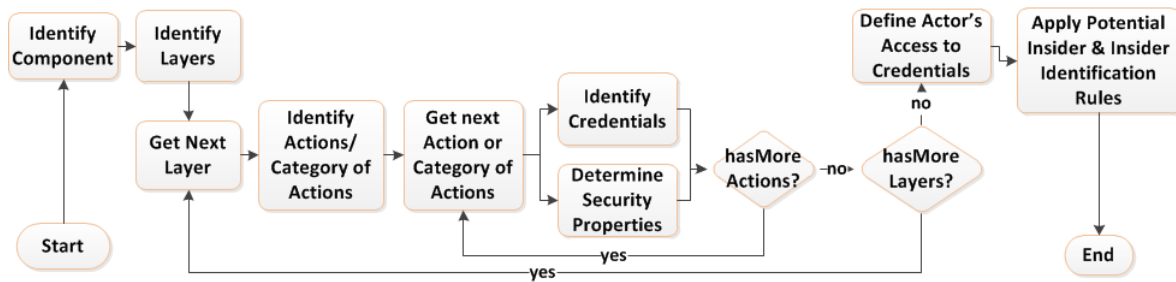 Start
Identify
Component
Identify
Layers
Get Next
Layer
Identify
Actions/
Category of
Actions
Get next
Action or
Category of
Actions
Identify
Credentials
Determine
Security
Properties
hasMore
Actions?
yes
no
hasMore
Layers?
yes
no
Define Actor's
Access to
Credentials
Apply Potential
Insider & Insider
Identification
Rules
End